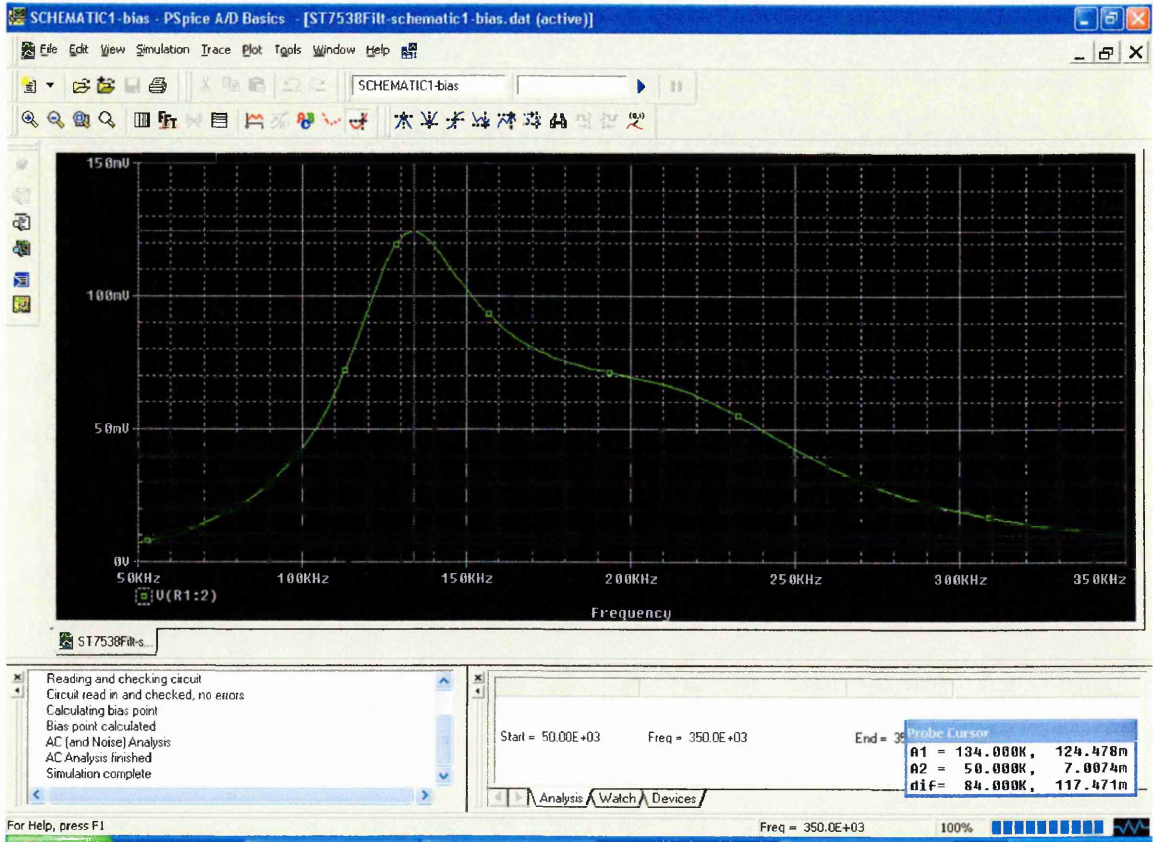 SCHEMATIC1-bias - PSpice A/D Basics - [ST7538Filt-schematic1-bias.dat (active)]
File Edit View Simulation Trace Plot Tools Window Help
SCHEMATIC1-bias
FFT
150mV
100mV
50mV
0V
50KHz 100KHz 150KHz 200KHz 250KHz 300KHz 350KHz
V(R1:2)
Frequency
ST7538Filt-s...
Reading and checking circuit
Circuit read in and checked, no errors
Calculating bias point
Bias point calculated
AC (and Noise) Analysis
AC Analysis finished
Simulation complete
Start = 50.00E+03 Freq = 350.0E+03 End = 35
Probe Cursor
A1 = 134.000K, 124.478m
A2 = 50.000K, 7.0074m
dif= 84.000K, 117.471m
Analysis Watch Devices
For Help, press F1
Freq = 350.0E+03 100%